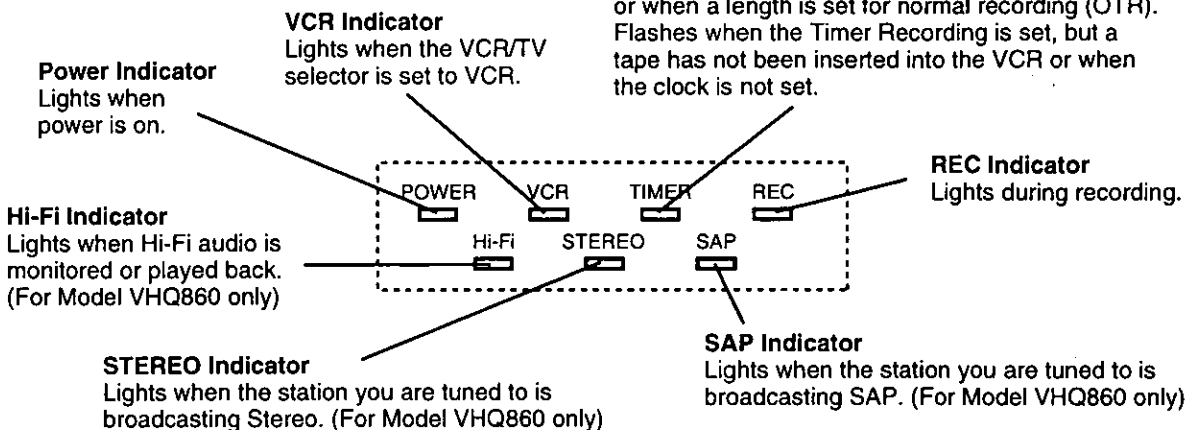 or when a length is set for normal recording (OTR).
Flashes when the Timer Recording is set, but a
tape has not been inserted into the VCR or when
the clock is not set.
VCR Indicator
Lights when the VCR/TV
selector is set to VCR.
Power Indicator
Lights when
power is on.
REC Indicator
Lights during recording.
POWER VCR TIMER REC
Hi-Fi STEREO SAP
Hi-Fi Indicator
Lights when Hi-Fi audio is
monitored or played back.
(For Model VHQ860 only)
STEREO Indicator
Lights when the station you are tuned to is
broadcasting Stereo. (For Model VHQ860 only)
SAP Indicator
Lights when the station you are tuned to is
broadcasting SAP. (For Model VHQ860 only)